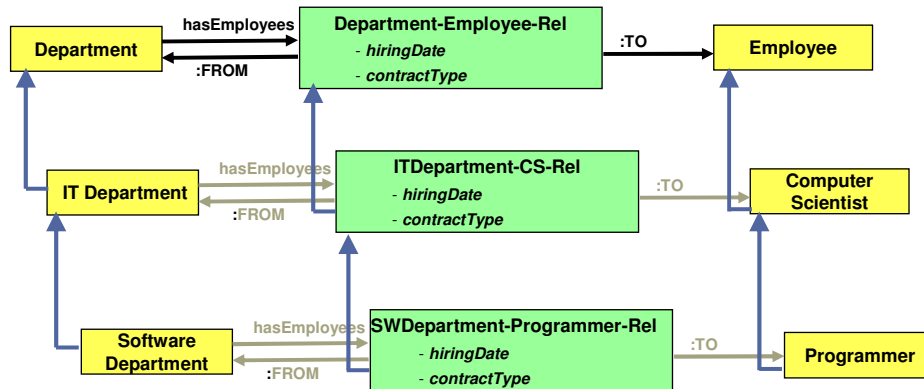 hasEmployees
Department
:FROM
Department-Employee-Rel
- hiringDate
- contractType
:TO
Employee
hasEmployees
IT Department
:FROM
ITDepartment-CS-Rel
- hiringDate
- contractType
:TO
Computer
Scientist
hasEmployees
Software
Department
:FROM
SWDepartment-Programmer-Rel
- hiringDate
- contractType
:TO
Programmer